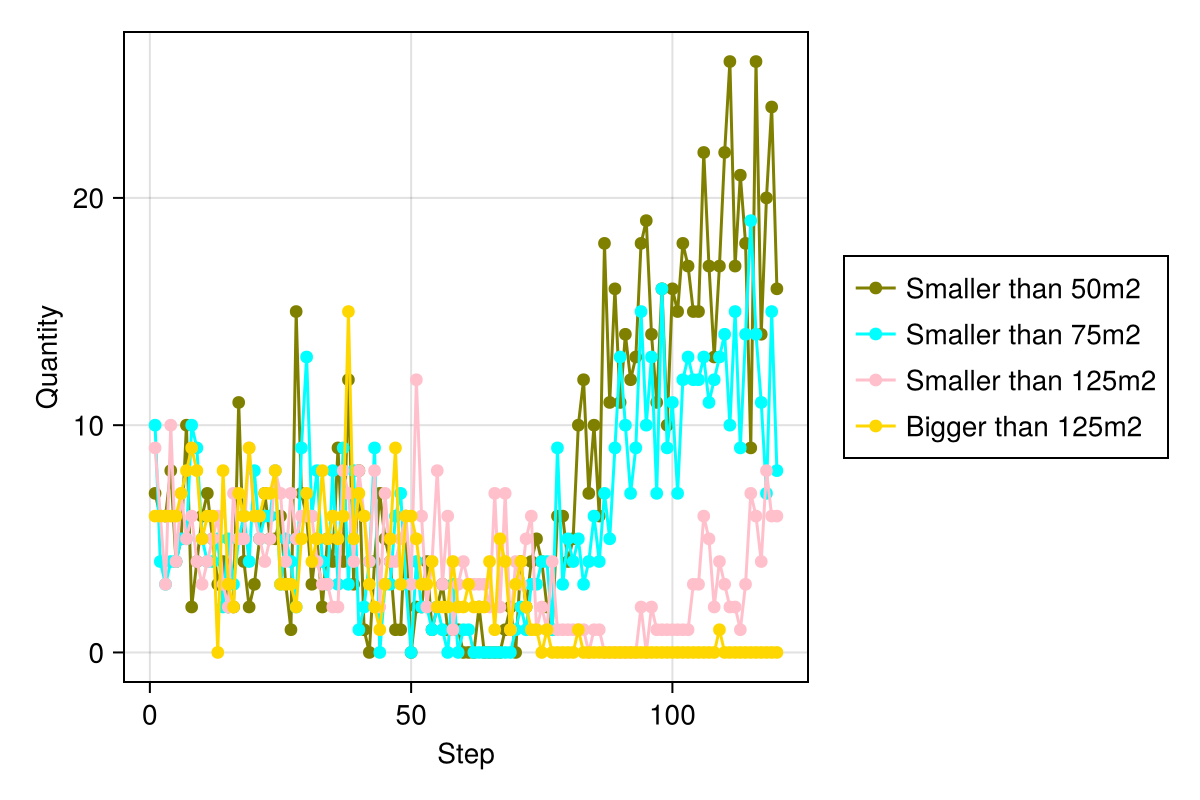 20
10
0
Quantity
0 50 100
Step
Smaller than 50m2
Smaller than 75m2
Smaller than 125m2
Bigger than 125m2